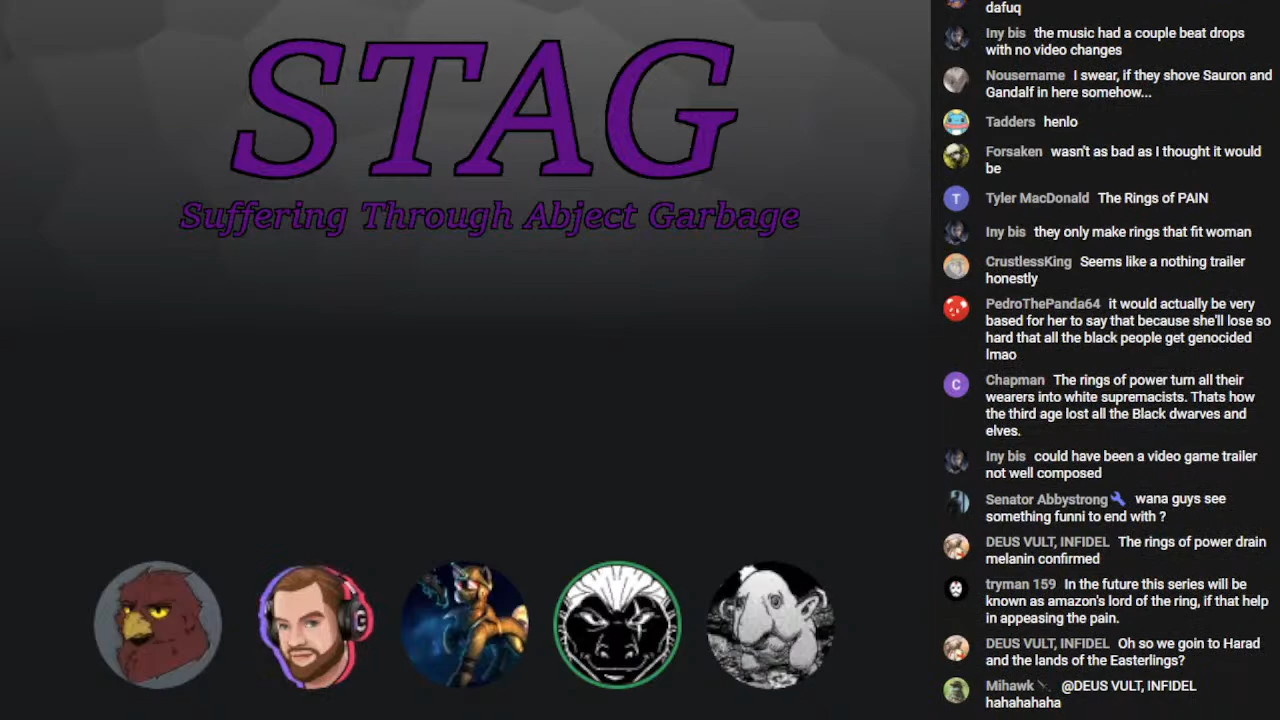 STAG
Suffering Through Abject Garbage
dafuq
Iny bis the music had a couple beat drops
with no video changes
Nousername I swear, if they shove Sauron and
Gandalf in here somehow...
Tadders henlo
Forsaken wasn't as bad as I thought it would
be
T
Tyler MacDonald The Rings of PAIN
Iny bis they only make rings that fit woman
CrustlessKing Seems like a nothing trailer
honestly
PedroThePanda64 it would actually be very
based for her to say that because she'll lose so
hard that all the black people get genocided
lmao
C
Chapman The rings of power turn all their
wearers into white supremacists. Thats how
the third age lost all the Black dwarves and
elves.
Iny bis could have been a video game trailer
not well composed
Senator Abbystrong wana guys see
something funni to end with ?
DEUS VULT, INFIDEL The rings of power drain
melanin confirmed
tryman 159 In the future this series will be
known as amazon's lord of the ring, if that help
in appeasing the pain.
DEUS VULT, INFIDEL Oh so we goin to Harad
and the lands of the Easterlings?
Mihawk @DEUS VULT, INFIDEL
hahahahaha